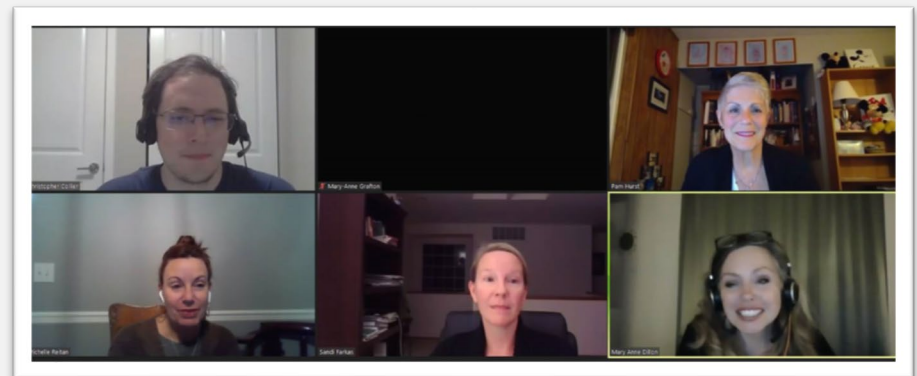 Christopher Collier
Mary-Anne Grafton
Pam Hurst
Michelle Reitan
Sandi Farkas
Mary Anne Dillon